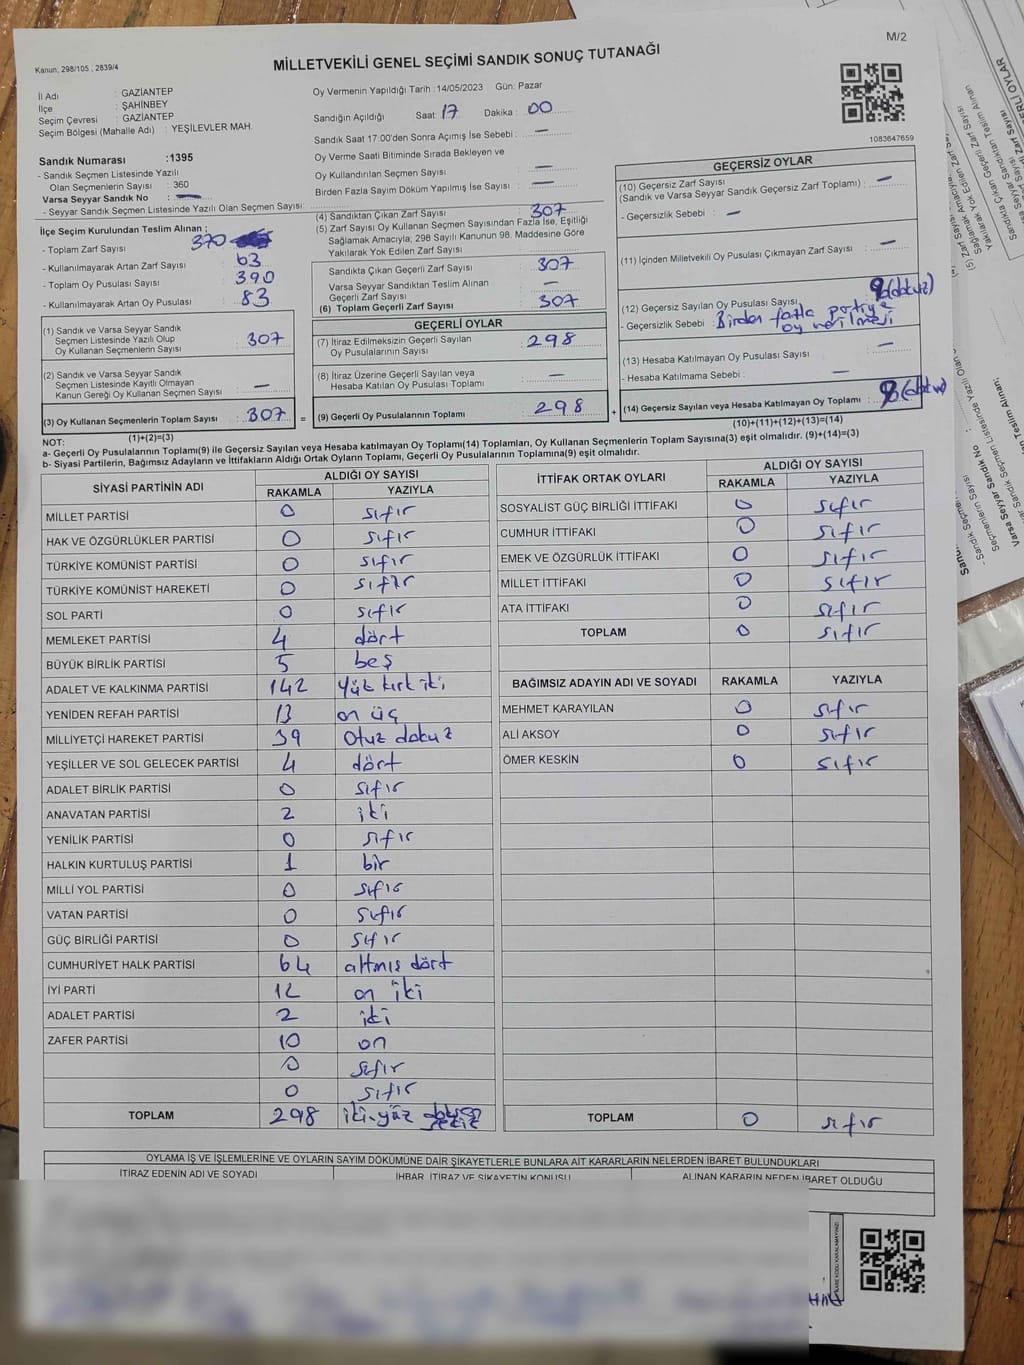 M/2
Kanun, 298/105 , 2839/4
MİLLETVEKİLİ GENEL SEÇİMİ SANDIK SONUÇ TUTANAĞI
İl Adı : GAZİANTEP
İlçe : ŞAHİNBEY
Seçim Çevresi : GAZİANTEP
Seçim Bölgesi (Mahalle Adı) : YEŞİLEVLER MAH.
Sandık Numarası :1395
- Sandık Seçmen Listesinde Yazılı
Olan Seçmenlerin Sayısı : 360
Varsa Seyyar Sandık No : —
- Seyyar Sandık Seçmen Listesinde Yazılı Olan Seçmen Sayısı:
İlçe Seçim Kurulundan Teslim Alınan ;
- Toplam Zarf Sayısı : 370
- Kullanılmayarak Artan Zarf Sayısı : 63
- Toplam Oy Pusulası Sayısı : 390
- Kullanılmayarak Artan Oy Pusulası : 83
(1) Sandık ve Varsa Seyyar Sandık
Seçmen Listesinde Yazılı Olup
Oy Kullanan Seçmenlerin Sayısı : 307
(2) Sandık ve Varsa Seyyar Sandık
Seçmen Listesinde Kayıtlı Olmayan
Kanun Gereği Oy Kullanan Seçmen Sayısı : —
(3) Oy Kullanan Seçmenlerin Toplam Sayısı : 307 =
(1)+(2)=(3)
Oy Vermenin Yapıldığı Tarih :14/05/2023 Gün: Pazar
Sandığın Açıldığı Saat: 17 Dakika : 00
Sandık Saat 17:00'den Sonra Açımış İse Sebebi : —
Oy Verme Saati Bitiminde Sırada Bekleyen ve
Oy Kullandırılan Seçmen Sayısı : —
Birden Fazla Sayım Döküm Yapılmış İse Sayısı : —
(4) Sandıktan Çıkan Zarf Sayısı : 307
(5) Zarf Sayısı Oy Kullanan Seçmen Sayısından Fazla İse, Eşitliği
Sağlamak Amacıyla, 298 Sayılı Kanunun 98. Maddesine Göre
Yakılarak Yok Edilen Zarf Sayısı :
Sandıkta Çıkan Geçerli Zarf Sayısı : 307
Varsa Seyyar Sandıktan Teslim Alınan
Geçerli Zarf Sayısı : —
(6) Toplam Geçerli Zarf Sayısı : 307
GEÇERLİ OYLAR
(7) İtiraz Edilmeksizin Geçerli Sayılan
Oy Pusulalarının Sayısı : 298
(8) İtiraz Üzerine Geçerli Sayılan veya
Hesaba Katılan Oy Pusulası Toplamı : —
(9) Geçerli Oy Pusulalarının Toplamı : 298 +
1083647659
GEÇERSİZ OYLAR
(10) Geçersiz Zarf Sayısı
(Sandık ve Varsa Seyyar Sandık Geçersiz Zarf Toplamı) : —
- Geçersizlik Sebebi : —
(11) İçinden Milletvekili Oy Pusulası Çıkmayan Zarf Sayısı : —
(12) Geçersiz Sayılan Oy Pusulası Sayısı : 9(dokuz)
- Geçersizlik Sebebi : Birden fazla partiye
oy verilmesi
(13) Hesaba Katılmayan Oy Pusulası Sayısı : —
- Hesaba Katılmama Sebebi : —
(14) Geçersiz Sayılan veya Hesaba Katılmayan Oy Toplamı :
(10)+(11)+(12)+(13)=(14)
NOT:
a- Geçerli Oy Pusulalarının Toplamı(9) ile Geçersiz Sayılan veya Hesaba katılmayan Oy Toplamı(14) Toplamları, Oy Kullanan Seçmenlerin Toplam Sayısına(3) eşit olmalıdır. (9)+(14)=(3)
b- Siyasi Partilerin, Bağımsız Adayların ve İttifakların Aldığı Ortak Oyların Toplamı, Geçerli Oy Pusulalarının Toplamına(9) eşit olmalıdır.
SİYASİ PARTİNİN ADI ALDIĞI OY SAYISI
RAKAMLA YAZIYLA
MİLLET PARTİSİ 0 sıfır
HAK VE ÖZGÜRLÜKLER PARTİSİ 0 sıfır
TÜRKİYE KOMÜNİST PARTİSİ 0 sıfır
TÜRKİYE KOMÜNİST HAREKETİ 0 sıfır
SOL PARTİ 0 sıfır
MEMLEKET PARTİSİ 4 dört
BÜYÜK BİRLİK PARTİSİ 5 beş
ADALET VE KALKINMA PARTİSİ 142 yüz kırk iki
YENİDEN REFAH PARTİSİ 13 on üç
MİLLİYETÇİ HAREKET PARTİSİ 39 Otuz dokuz
YEŞİLLER VE SOL GELECEK PARTİSİ 4 dört
ADALET BİRLİK PARTİSİ 0 sıfır
ANAVATAN PARTİSİ 2 iki
YENİLİK PARTİSİ 0 sıfır
HALKIN KURTULUŞ PARTİSİ 1 bir
MİLLİ YOL PARTİSİ 0 sıfır
VATAN PARTİSİ 0 sıfır
GÜÇ BİRLİĞİ PARTİSİ 0 sıfır
CUMHURİYET HALK PARTİSİ 64 altmış dört
İYİ PARTİ 12 on iki
ADALET PARTİSİ 2 iki
ZAFER PARTİSİ 10 on
0 sıfır
0 sıfır
TOPLAM 298 iki yüz doksan sekiz
İTTİFAK ORTAK OYLARI ALDIĞI OY SAYISI
RAKAMLA YAZIYLA
SOSYALİST GÜÇ BİRLİĞİ İTTİFAKI 0 sıfır
CUMHUR İTTİFAKI 0 sıfır
EMEK VE ÖZGÜRLÜK İTTİFAKI 0 sıfır
MİLLET İTTİFAKI 0 sıfır
ATA İTTİFAKI 0 sıfır
TOPLAM 0 sıfır
BAĞIMSIZ ADAYIN ADI VE SOYADI RAKAMLA YAZIYLA
MEHMET KARAYILAN 0 sıfır
ALİ AKSOY 0 sıfır
ÖMER KESKİN 0 sıfır
TOPLAM 0 sıfır
OYLAMA İŞ VE İŞLEMLERİNE VE OYLARIN SAYIM DÖKÜMÜNE DAİR ŞİKAYETLERLE BUNLARA AİT KARARLARIN NELERDEN İBARET BULUNDUKLARI
İTİRAZ EDENİN ADI VE SOYADI İHBAR, İTİRAZ VE ŞİKAYETİN KONUSU ALINAN KARARIN NEDEN İBARET OLDUĞU